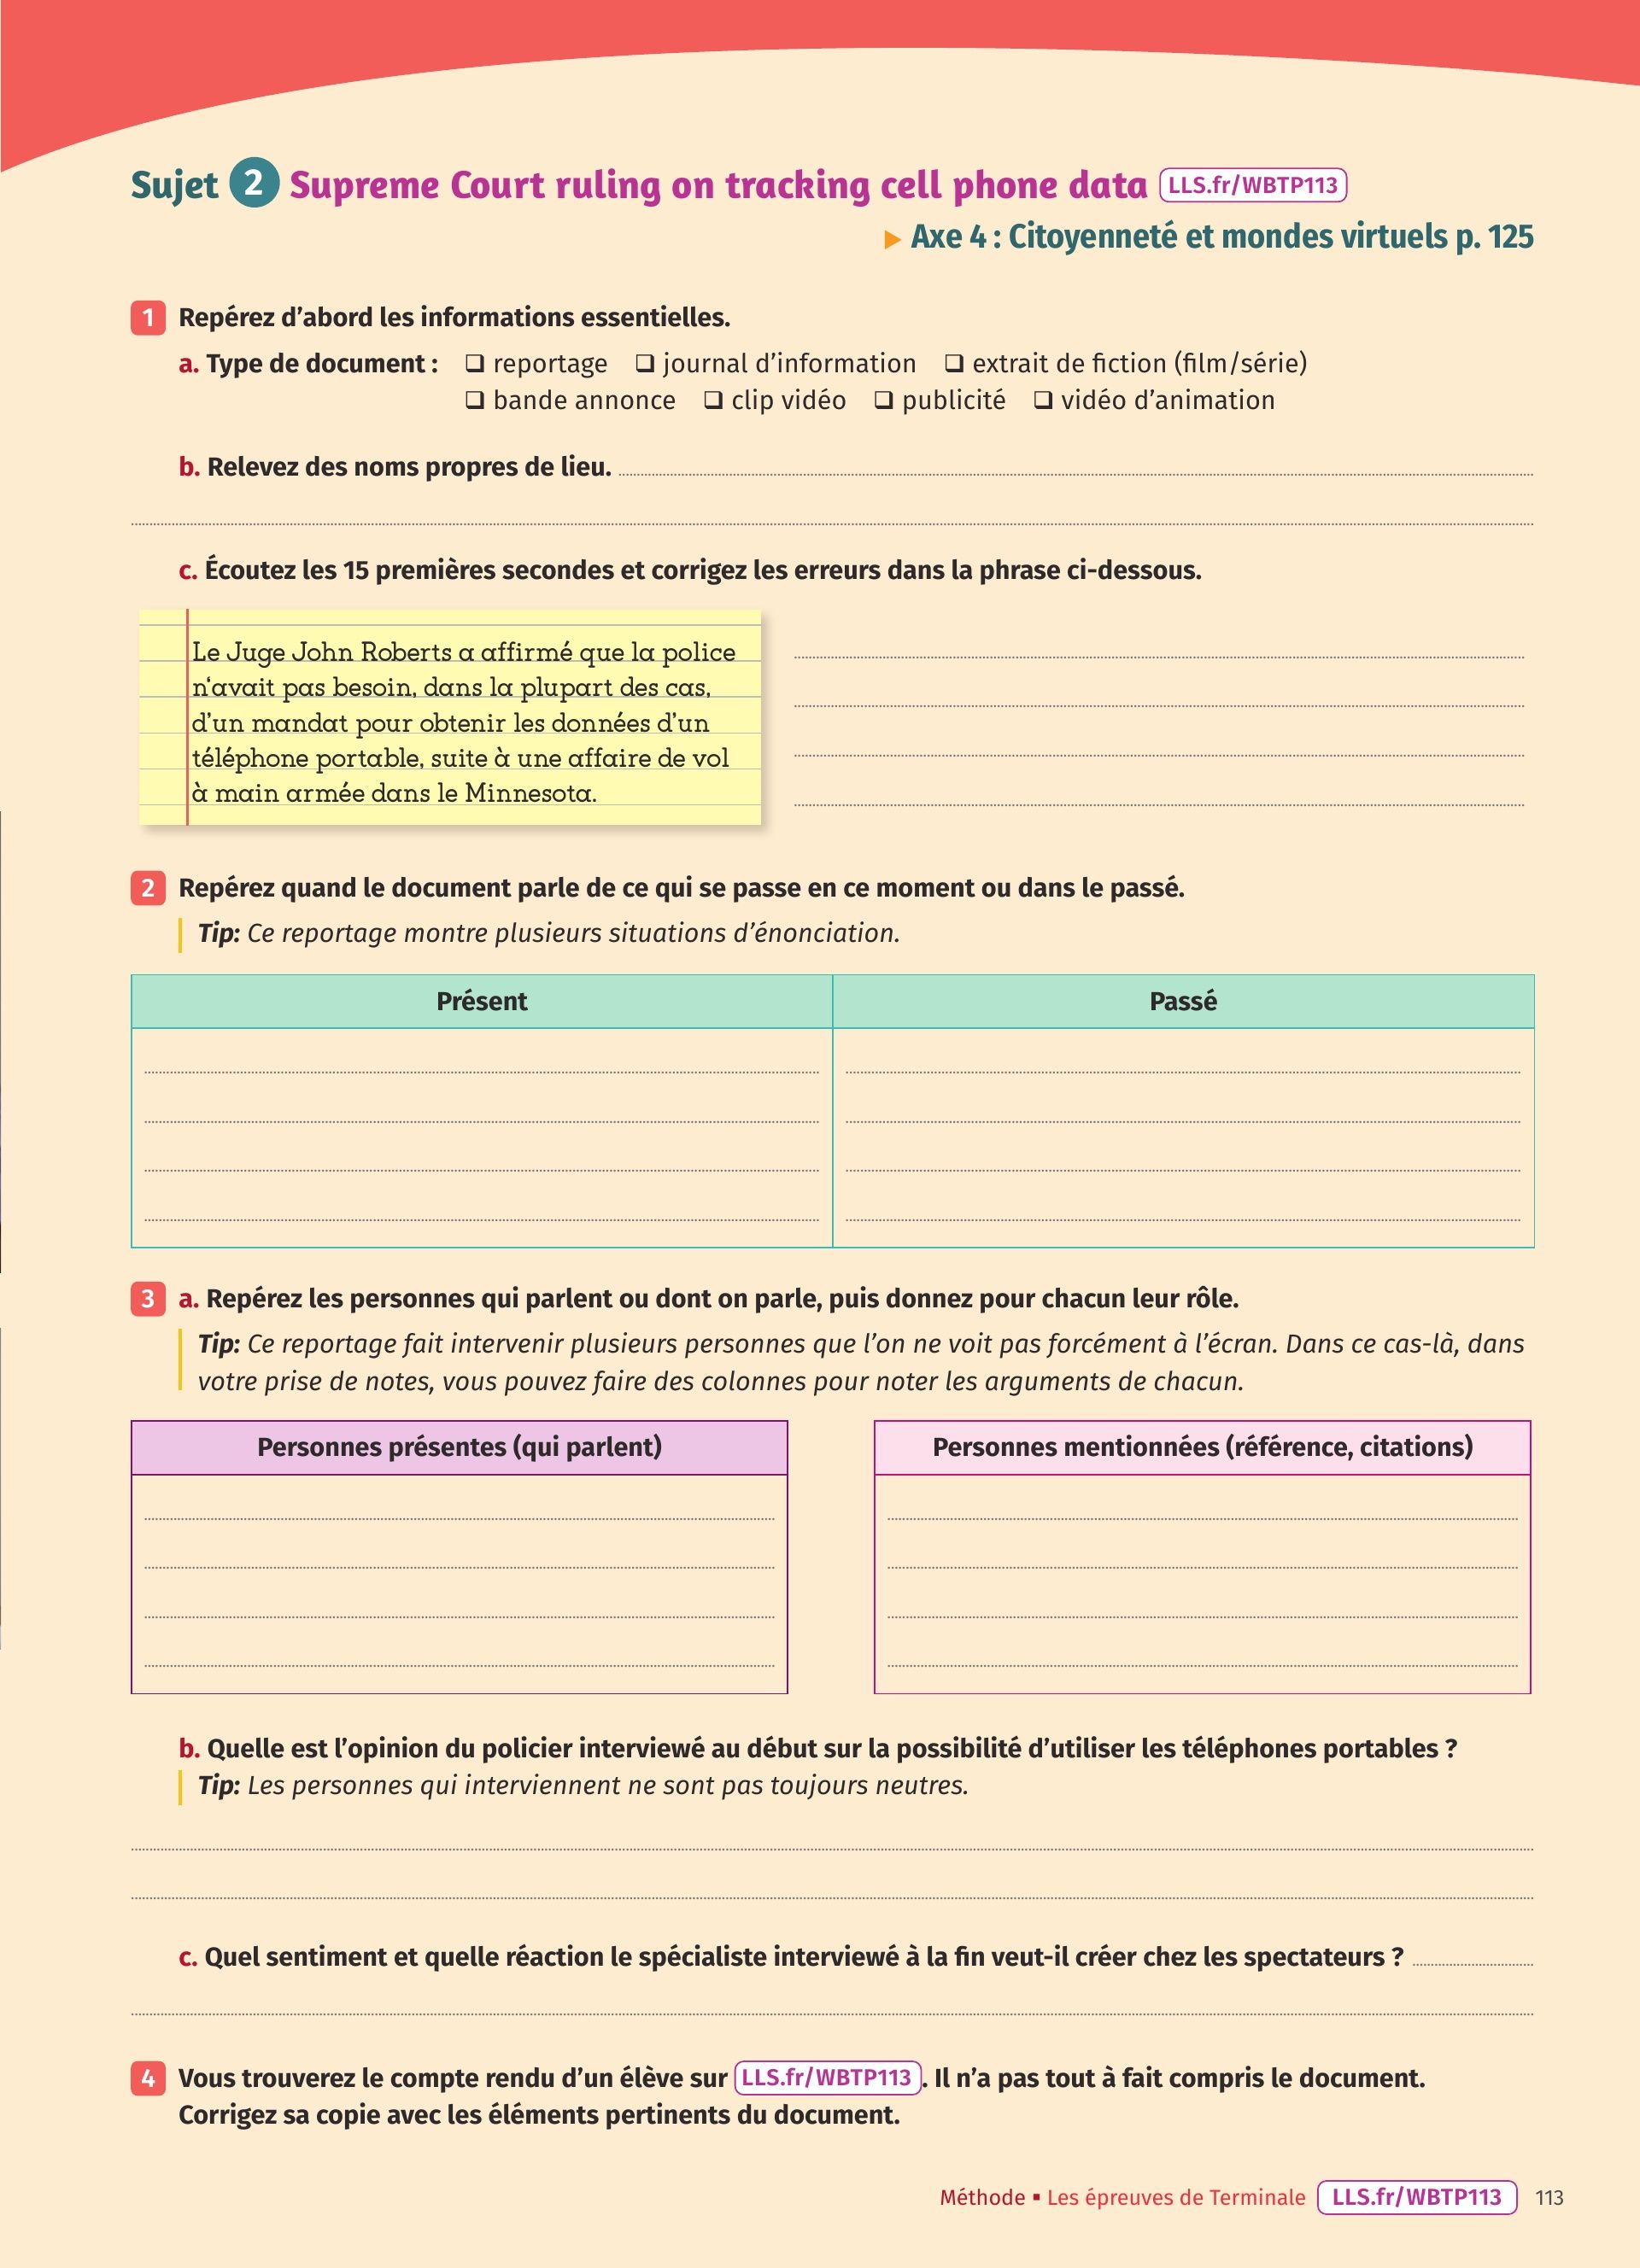 Sujet 2 Supreme Court ruling on tracking cell phone data LLS.fr/WBTP113
▶ Axe 4 : Citoyenneté et mondes virtuels p. 125
1 Repérez d’abord les informations essentielles.
a. Type de document : ❑ reportage ❑ journal d’information ❑ extrait de fiction (film/série)
❑ bande annonce ❑ clip vidéo ❑ publicité ❑ vidéo d’animation
b. Relevez des noms propres de lieu.
c. Écoutez les 15 premières secondes et corrigez les erreurs dans la phrase ci-dessous.
Le Juge John Roberts a affirmé que la police
n‘avait pas besoin, dans la plupart des cas,
d’un mandat pour obtenir les données d’un
téléphone portable, suite à une affaire de vol
à main armée dans le Minnesota.
2 Repérez quand le document parle de ce qui se passe en ce moment ou dans le passé.
Tip: Ce reportage montre plusieurs situations d’énonciation.
Présent Passé
3 a. Repérez les personnes qui parlent ou dont on parle, puis donnez pour chacun leur rôle.
Tip: Ce reportage fait intervenir plusieurs personnes que l’on ne voit pas forcément à l’écran. Dans ce cas-là, dans
votre prise de notes, vous pouvez faire des colonnes pour noter les arguments de chacun.
Personnes présentes (qui parlent) Personnes mentionnées (référence, citations)
b. Quelle est l’opinion du policier interviewé au début sur la possibilité d’utiliser les téléphones portables ?
Tip: Les personnes qui interviennent ne sont pas toujours neutres.
c. Quel sentiment et quelle réaction le spécialiste interviewé à la fin veut-il créer chez les spectateurs ?
4 Vous trouverez le compte rendu d’un élève sur LLS.fr/WBTP113. Il n’a pas tout à fait compris le document.
Corrigez sa copie avec les éléments pertinents du document.
Méthode ▪ Les épreuves de Terminale LLS.fr/WBTP113 113